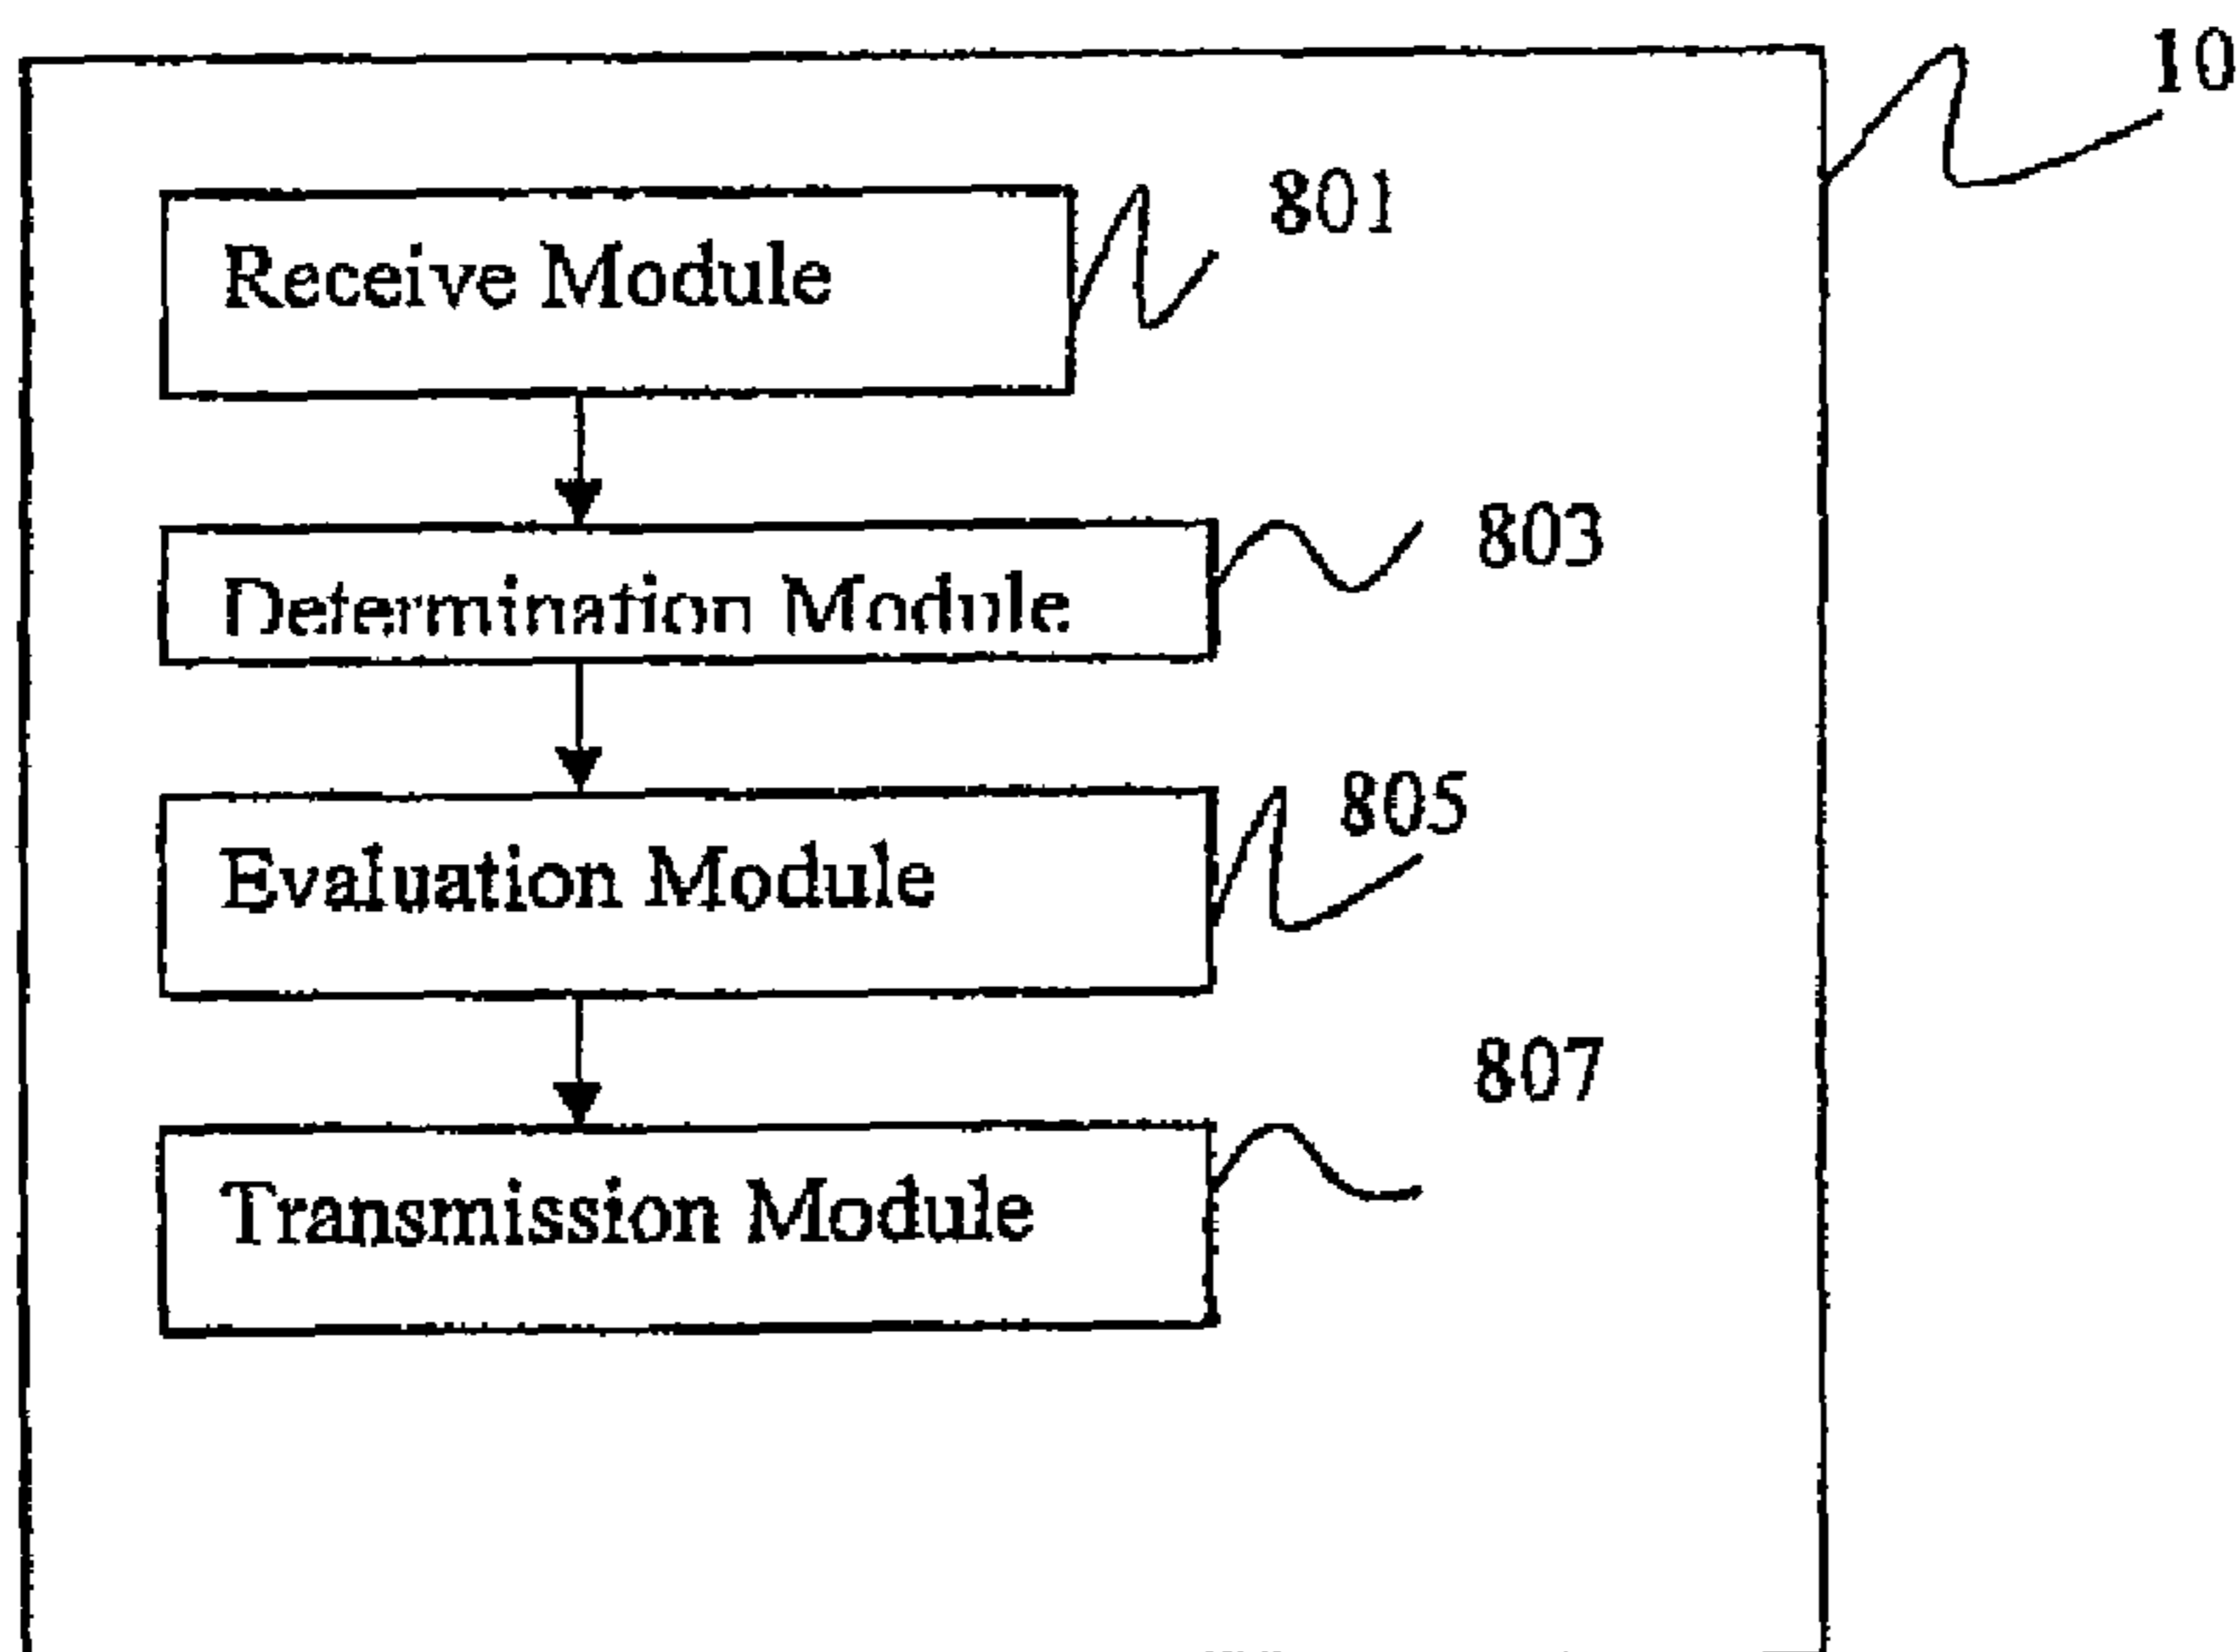 10
801
Receive Module
803
Determination Module
805
Evaluation Module
807
Transmission Module